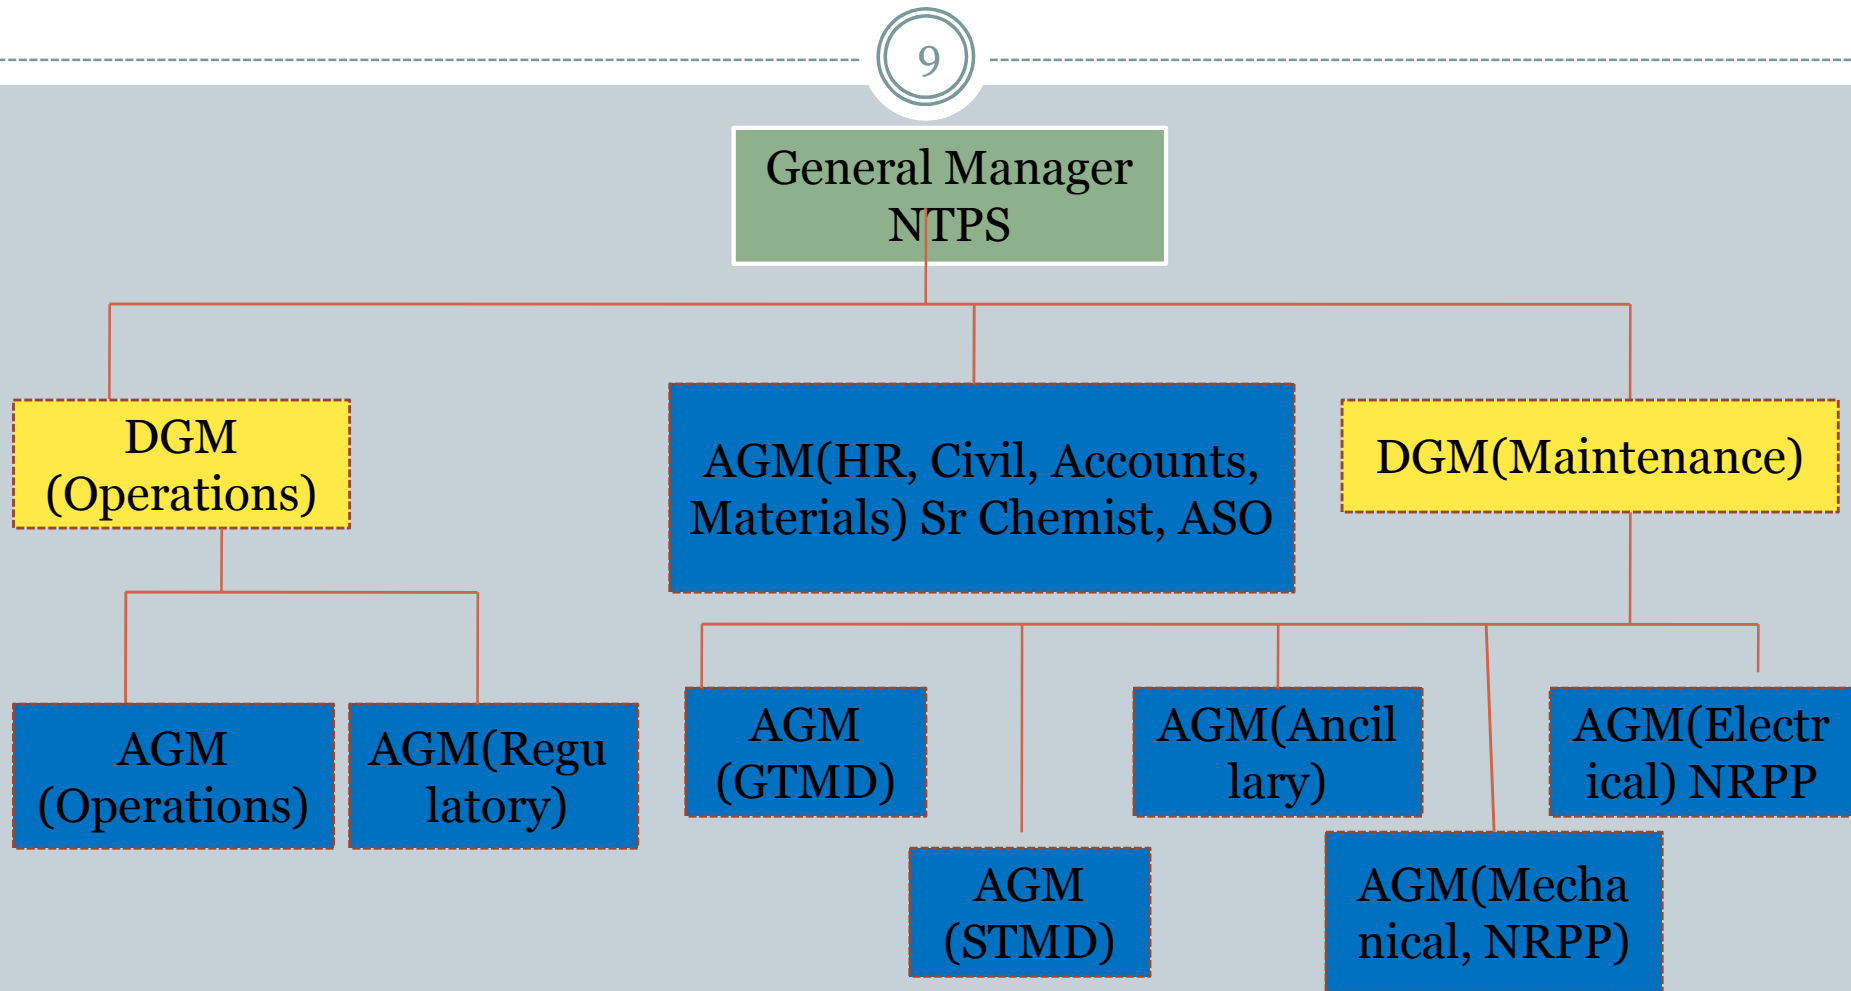 9
General Manager
NTPS
DGM
(Operations)
AGM(HR, Civil, Accounts,
Materials) Sr Chemist, ASO
DGM(Maintenance)
AGM
(Operations)
AGM(Regu
latory)
AGM
(GTMD)
AGM(Ancil
lary)
AGM(Electr
ical) NRPP
AGM
(STMD)
AGM(Mecha
nical, NRPP)